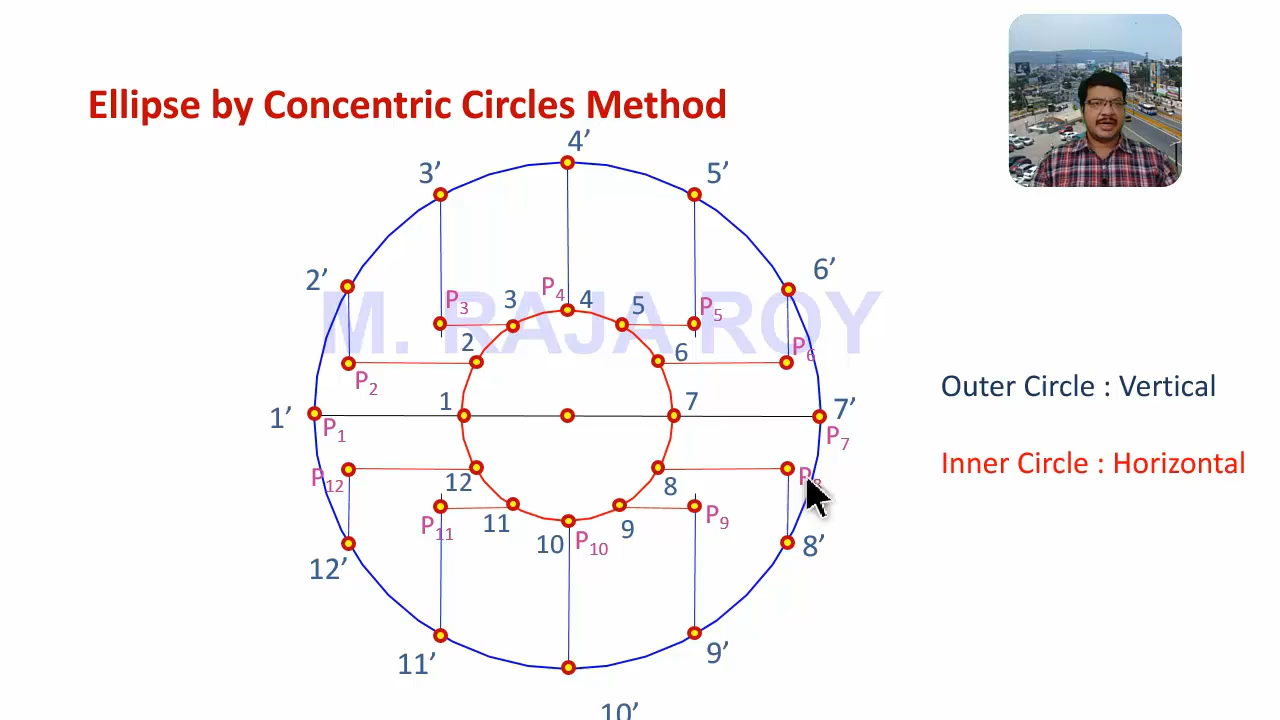 Ellipse by Concentric Circles Method
4’
3’
5’
2’
6’
M. RAJA ROY
P4
P3
3
4
5
P5
2
6
P6
P2
1
7
1’
7’
P1
P7
Outer Circle : Vertical
Inner Circle : Horizontal
P12
12
8
P8
P11
11
10
P10
9
P9
12’
8’
11’
9’
10’